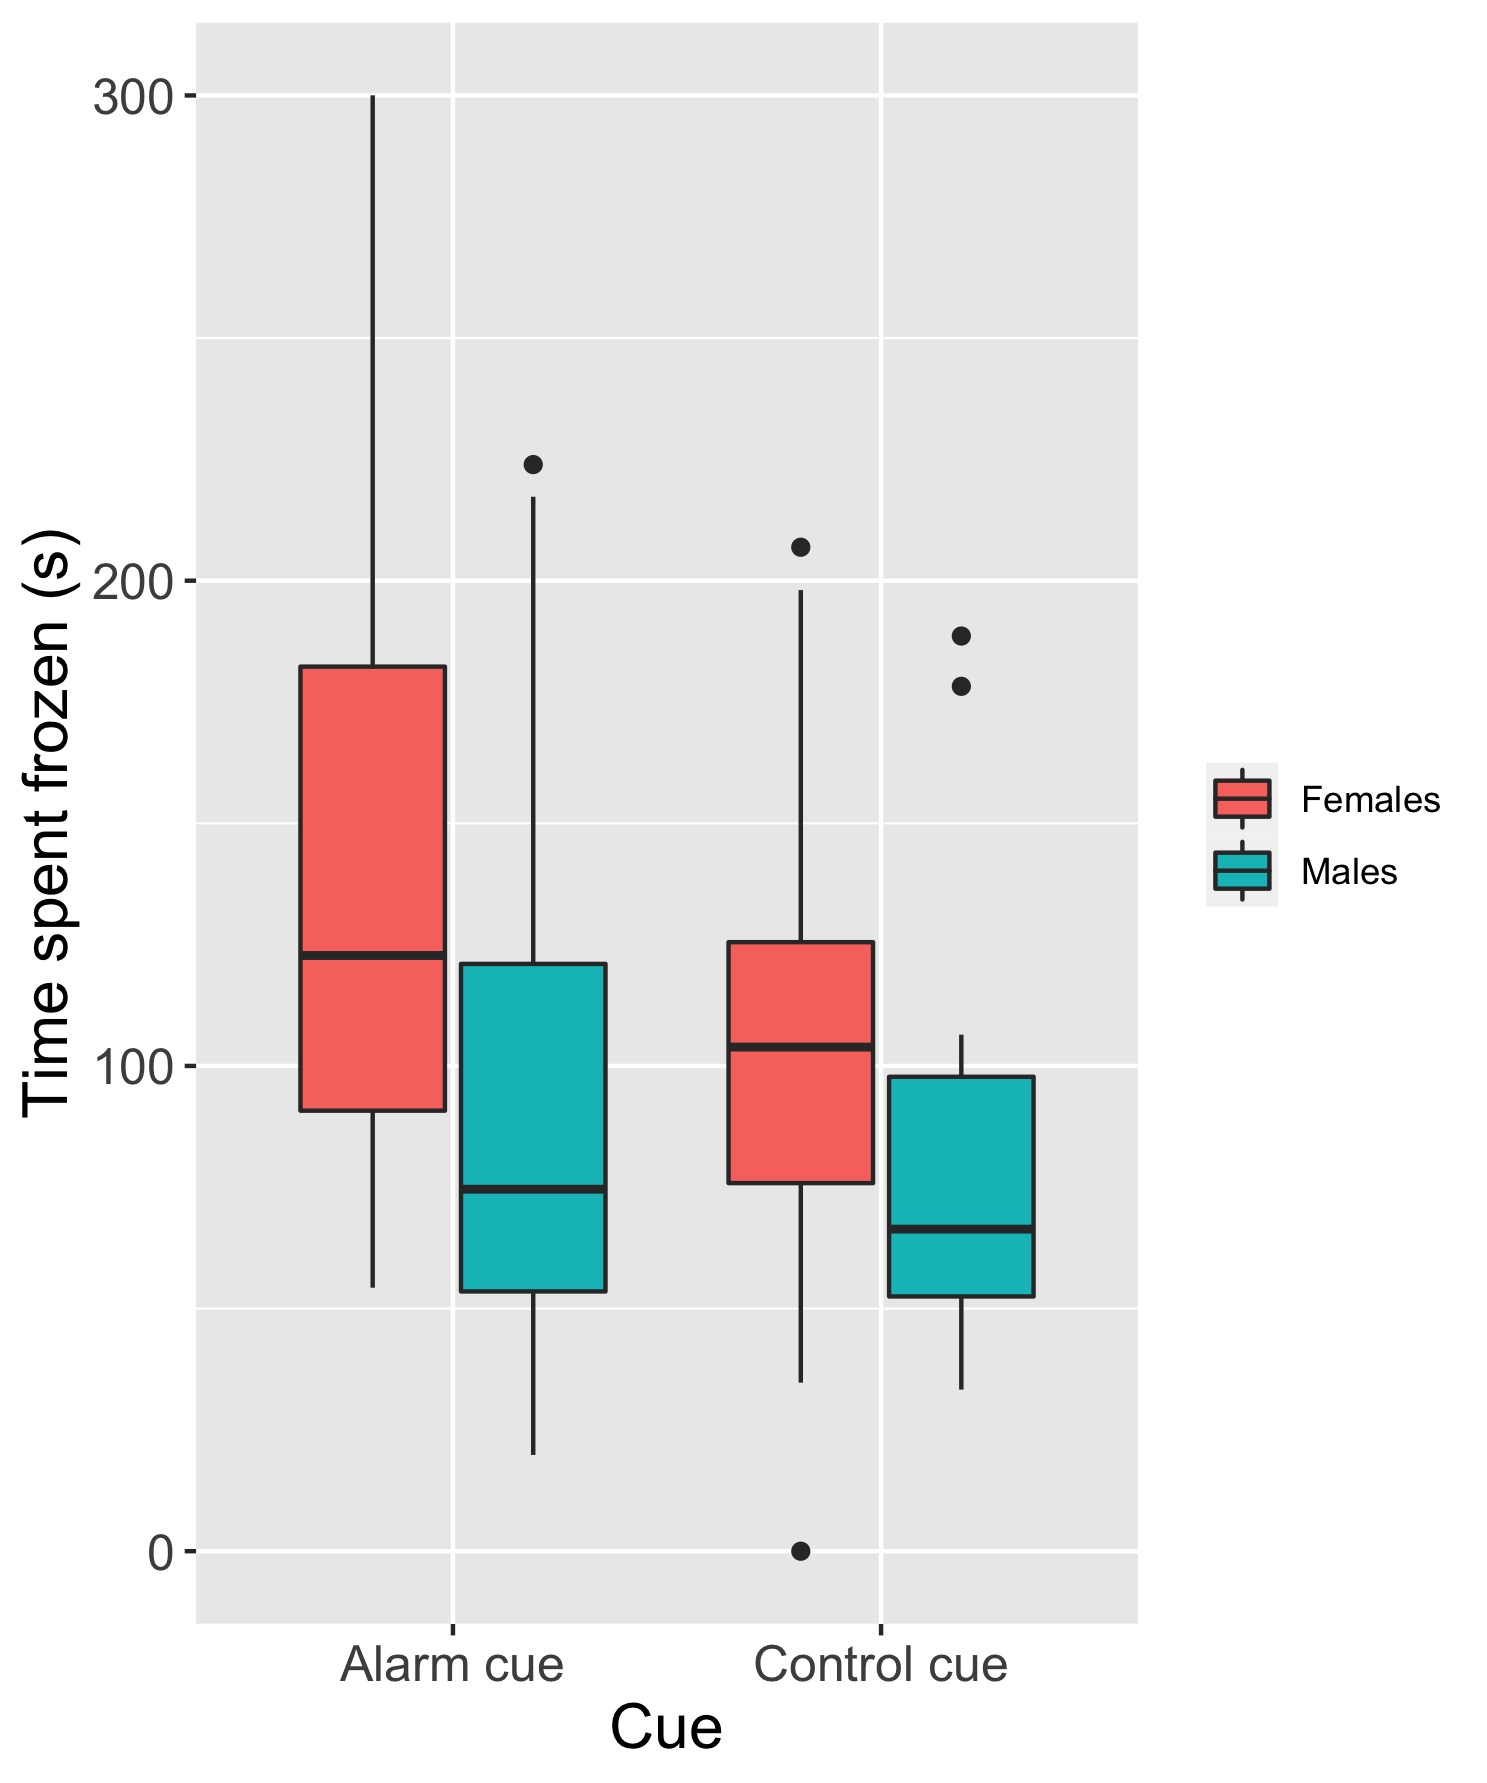 Time spent frozen (s)
300
200
100
0
Alarm cue
Control cue
Cue
Females
Males